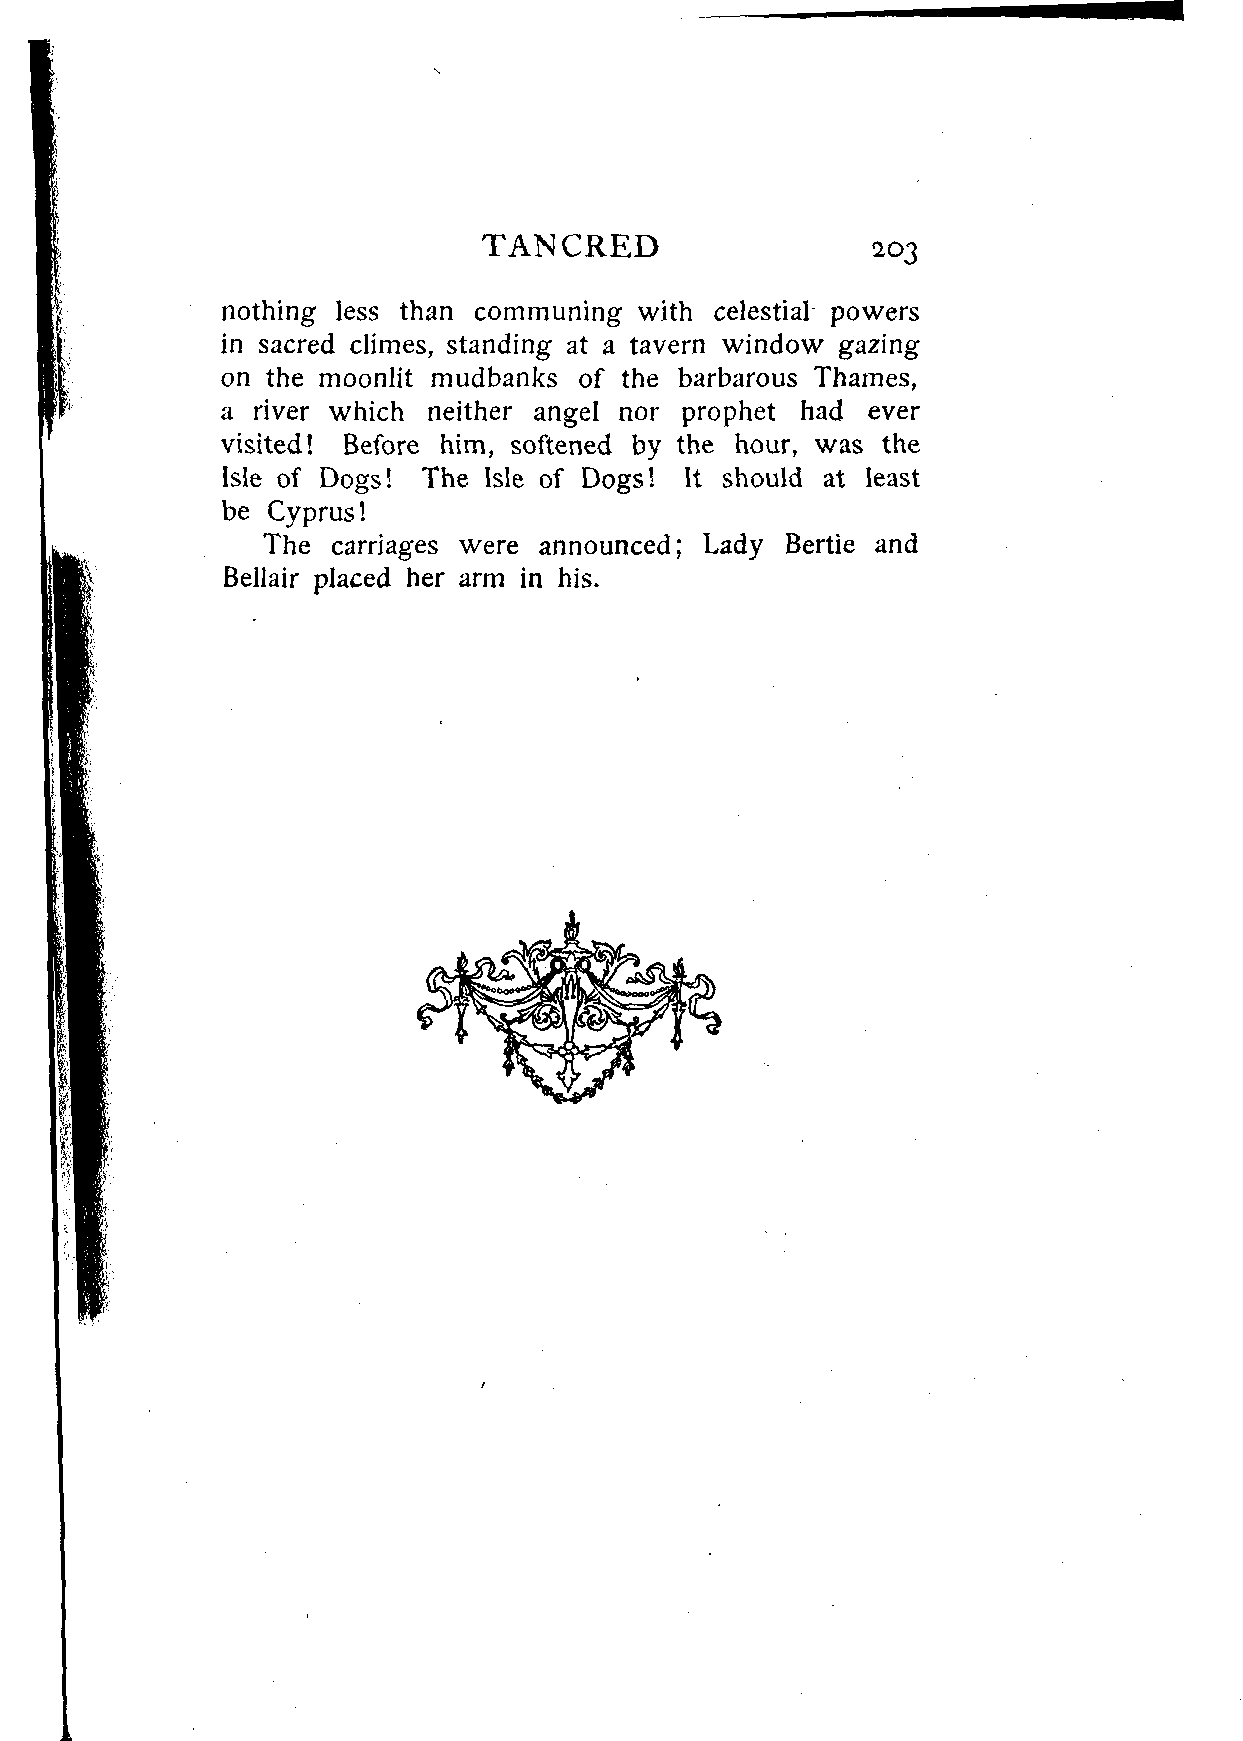 TANCRED 203
nothing less than communing with celestial powers
in sacred climes, standing at a tavern window gazing
on the moonlit mudbanks of the barbarous Thames,
a river which neither angel nor prophet had ever
visited! Before him, softened by the hour, was the
Isle of Dogs! The Isle of Dogs! It should at least
be Cyprus!
The carriages were announced; Lady Bertie and
Bellair placed her arm in his.